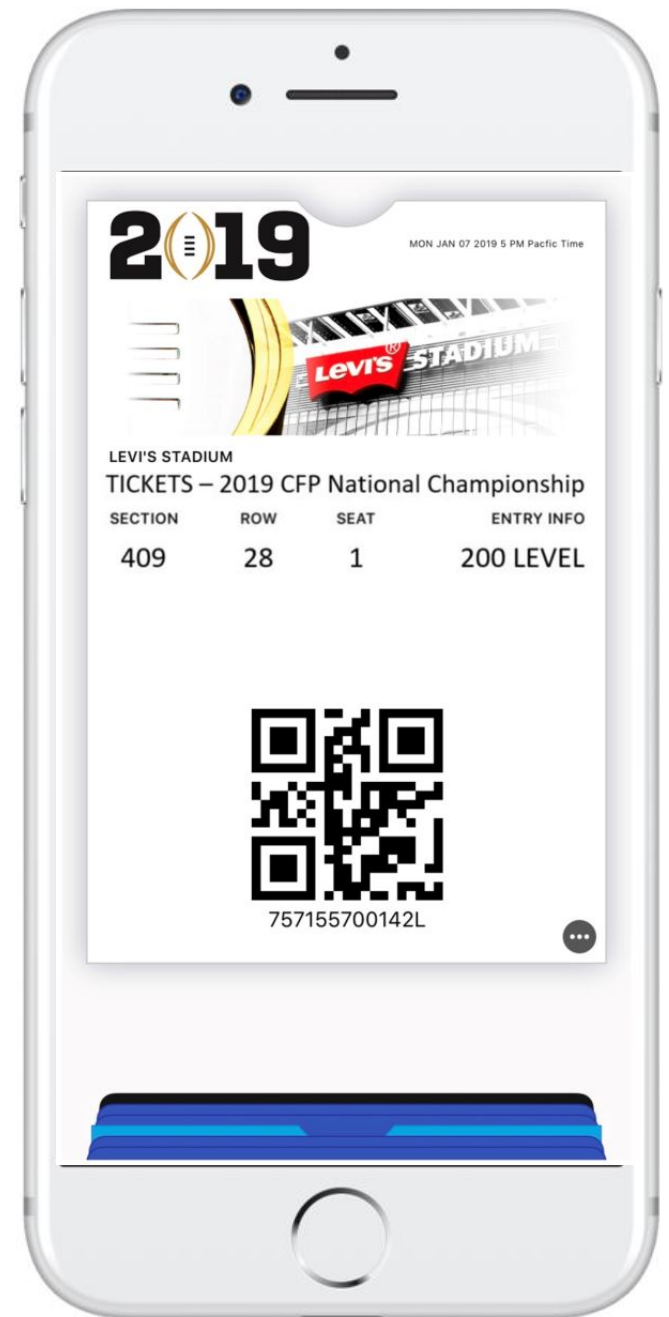 2019
MON JAN 07 2019 5 PM Pacfic Time
LEVI'S® STADIUM
LEVI'S STADIUM
TICKETS – 2019 CFP National Championship
SECTION ROW SEAT ENTRY INFO
409 28 1 200 LEVEL
757155700142L